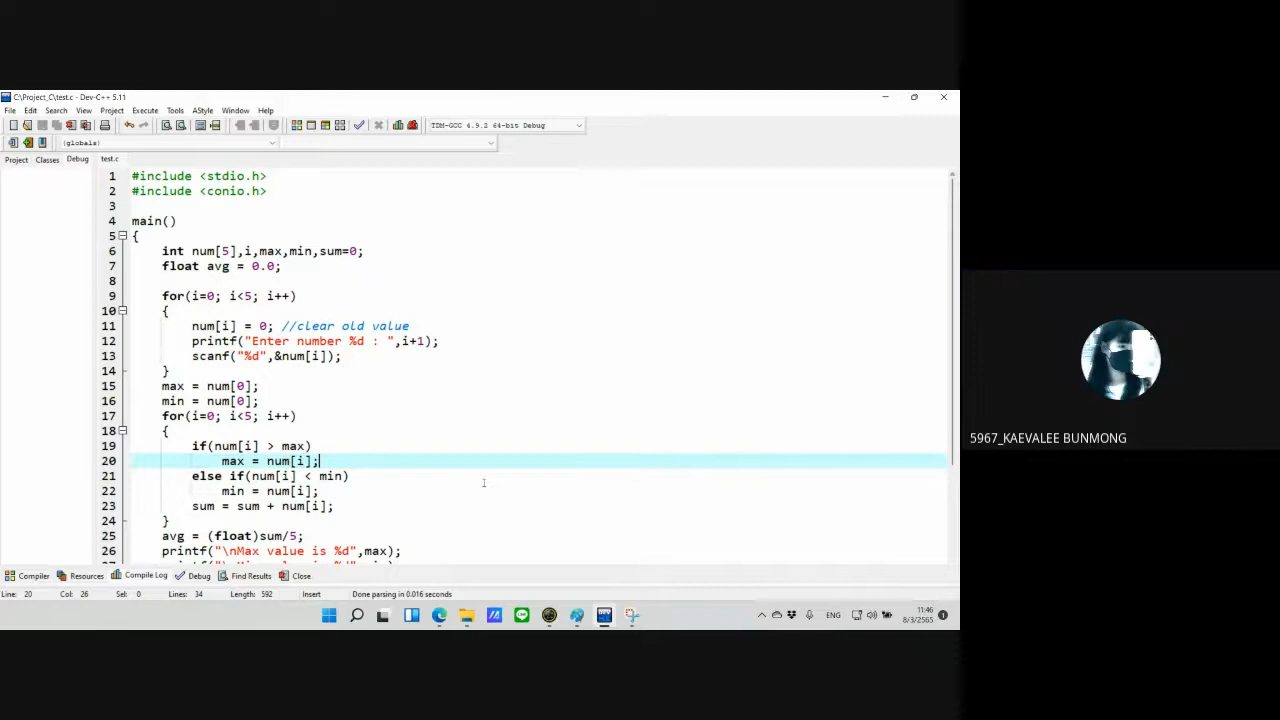 C:\Project_C\test.c - Dev-C++ 5.11
File Edit Search View Project Execute Tools AStyle Window Help
TDM-GCC 4.9.2 64-bit Debug
(globals)
Project Classes Debug test.c
1 #include <stdio.h>
2 #include <conio.h>
3
4 main()
5 {
6 int num[5],i,max,min,sum=0;
7 float avg = 0.0;
8
9 for(i=0; i<5; i++)
10 {
11 num[i] = 0; //clear old value
12 printf("Enter number %d : ",i+1);
13 scanf("%d",&num[i]);
14 }
15 max = num[0];
16 min = num[0];
17 for(i=0; i<5; i++)
18 {
19 if(num[i] > max)
20 max = num[i];
21 else if(num[i] < min)
22 min = num[i];
23 sum = sum + num[i];
24 }
25 avg = (float)sum/5;
26 printf("\nMax value is %d",max);
5967_KAEVALEE BUNMONG
Compiler Resources Compile Log Debug Find Results Close
Line: 20 Col: 26 Sel: 0 Lines: 34 Length: 592 Insert Done parsing in 0.016 seconds
ENG 11:46
8/3/2565